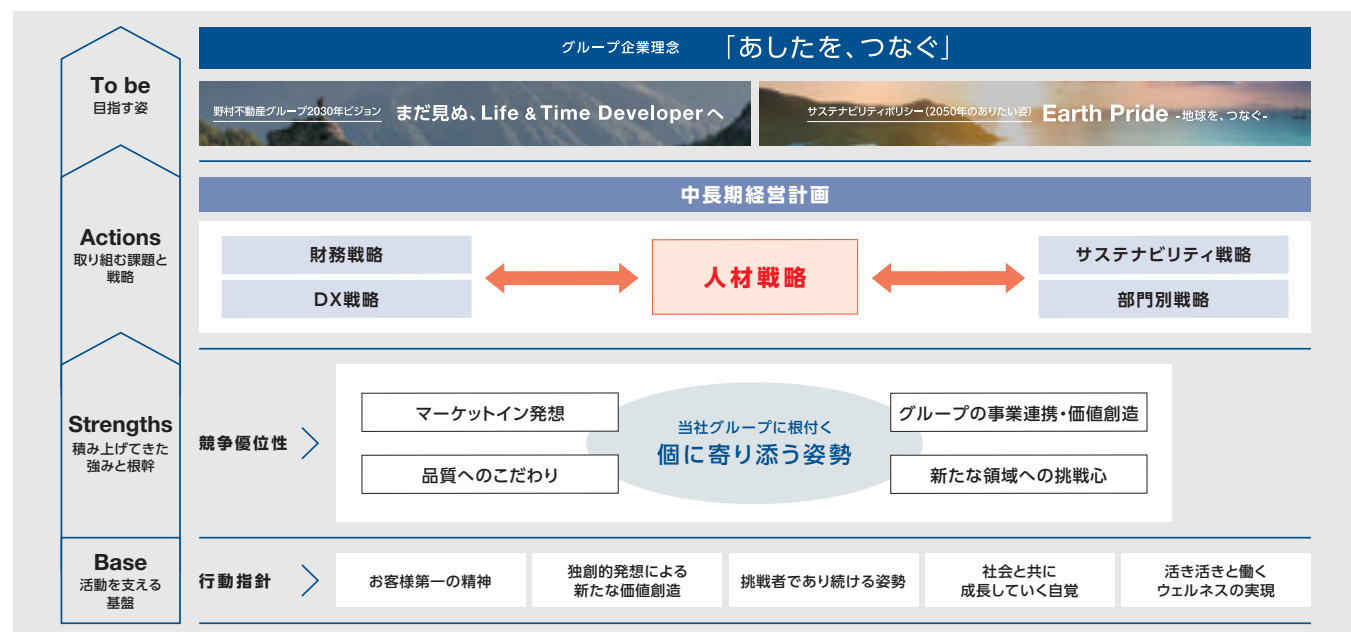 To be
目指す姿
グループ企業理念 「あしたを、つなぐ」
野村不動産グループ2030年ビジョン まだ見ぬ、Life & Time Developerへ
サステナビリティポリシー(2050年のありたい姿) Earth Pride -地球を、つなぐ-
Actions
取り組む課題と
戦略
中長期経営計画
財務戦略
DX戦略
人材戦略
サステナビリティ戦略
部門別戦略
Strengths
積み上げてきた
強みと根幹
競争優位性
マーケットイン発想
品質へのこだわり
当社グループに根付く
個に寄り添う姿勢
グループの事業連携・価値創造
新たな領域への挑戦心
Base
活動を支える
基盤
行動指針
お客様第一の精神
独創的発想による
新たな価値創造
挑戦者であり続ける姿勢
社会と共に
成長していく自覚
活き活きと働く
ウェルネスの実現